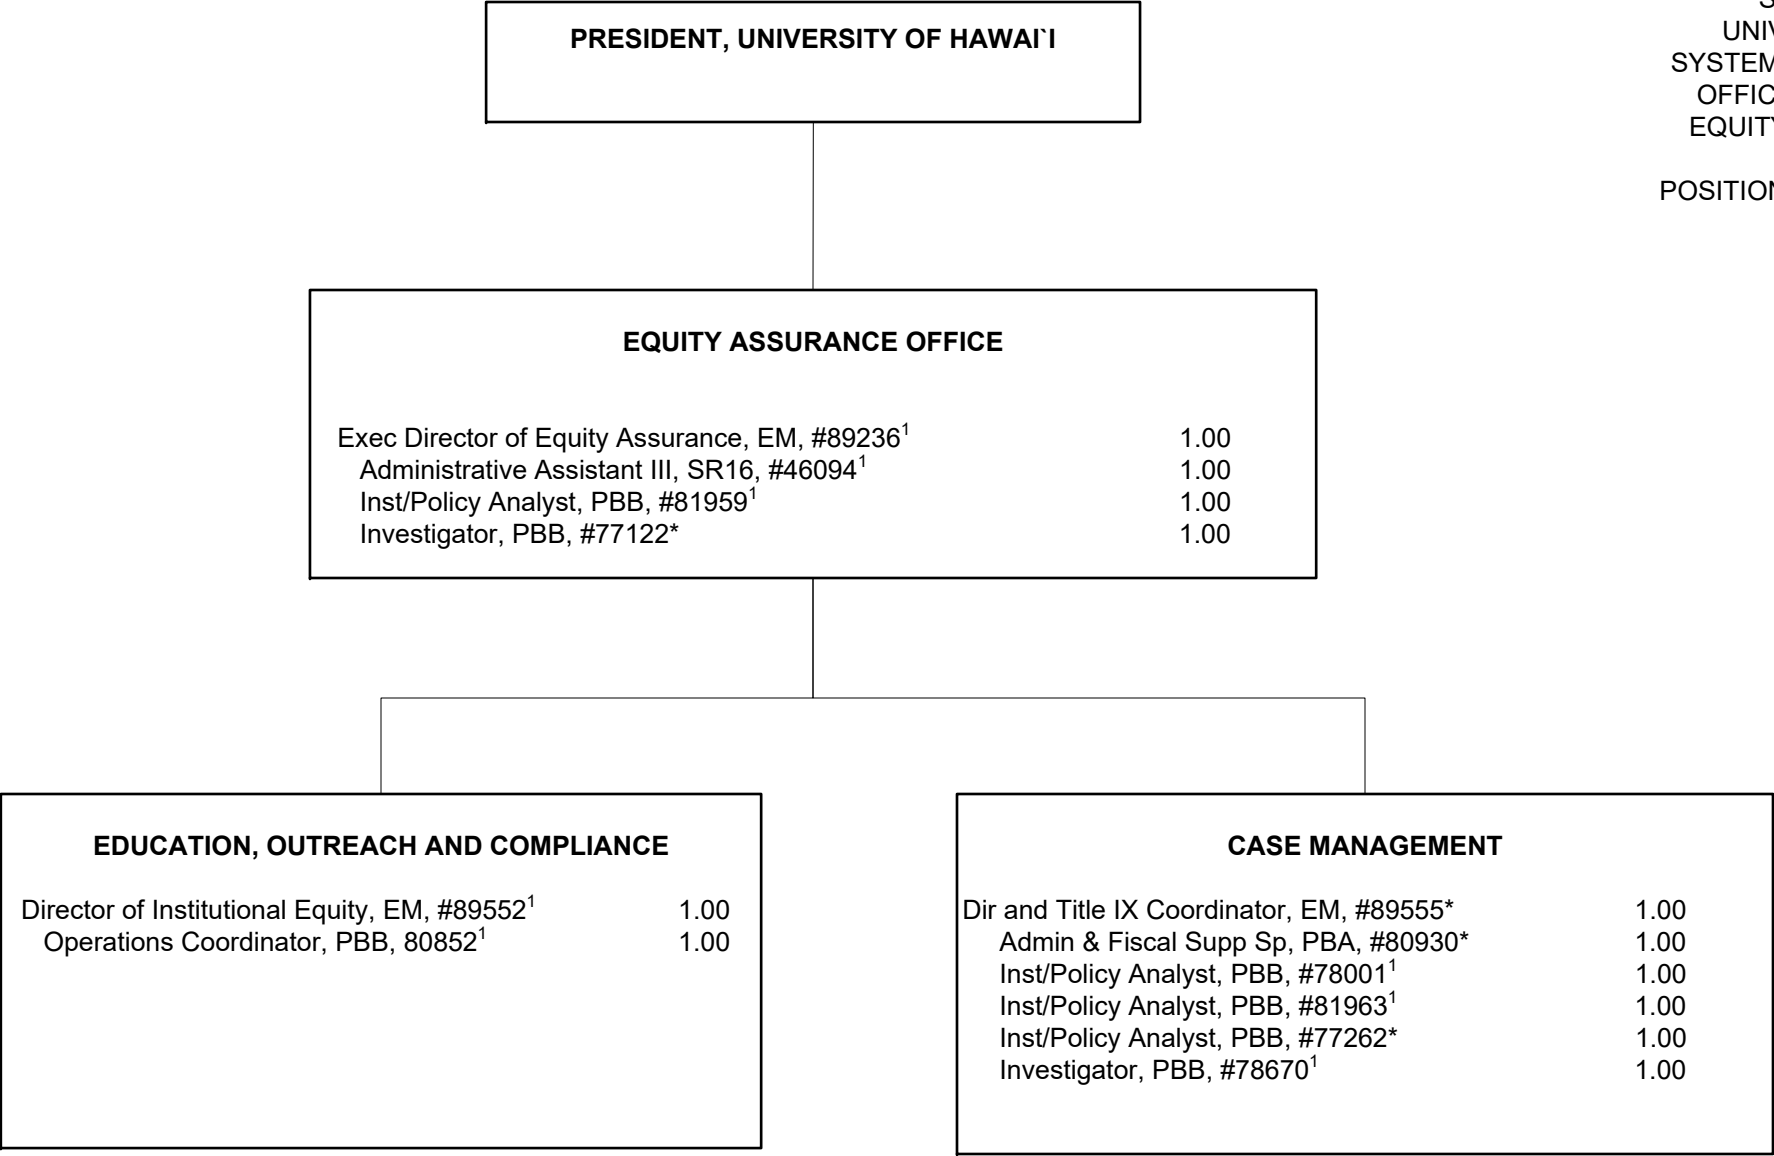 PRESIDENT, UNIVERSITY OF HAWAI`I
SYSTEM
EQUITY
POSITION
EQUITY ASSURANCE OFFICE
Exec Director of Equity Assurance, EM, #89236¹ 1.00
Administrative Assistant III, SR16, #46094¹ 1.00
Inst/Policy Analyst, PBB, #81959¹ 1.00
Investigator, PBB, #77122* 1.00
EDUCATION, OUTREACH AND COMPLIANCE
Director of Institutional Equity, EM, #89552¹ 1.00
Operations Coordinator, PBB, 80852¹ 1.00
CASE MANAGEMENT
Dir and Title IX Coordinator, EM, #89555* 1.00
Admin & Fiscal Supp Sp, PBA, #80930* 1.00
Inst/Policy Analyst, PBB, #78001¹ 1.00
Inst/Policy Analyst, PBB, #81963¹ 1.00
Inst/Policy Analyst, PBB, #77262* 1.00
Investigator, PBB, #78670¹ 1.00